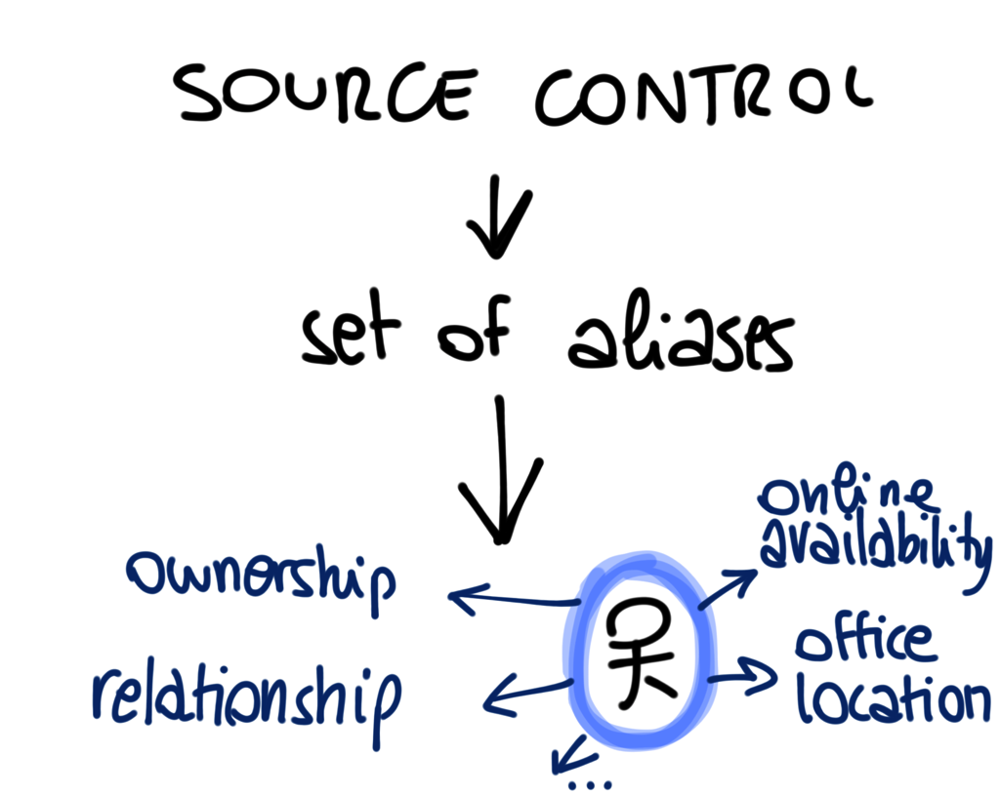 SOURCE CONTROL
set of aliases
online
availability
ownership
office
location
relationship
...